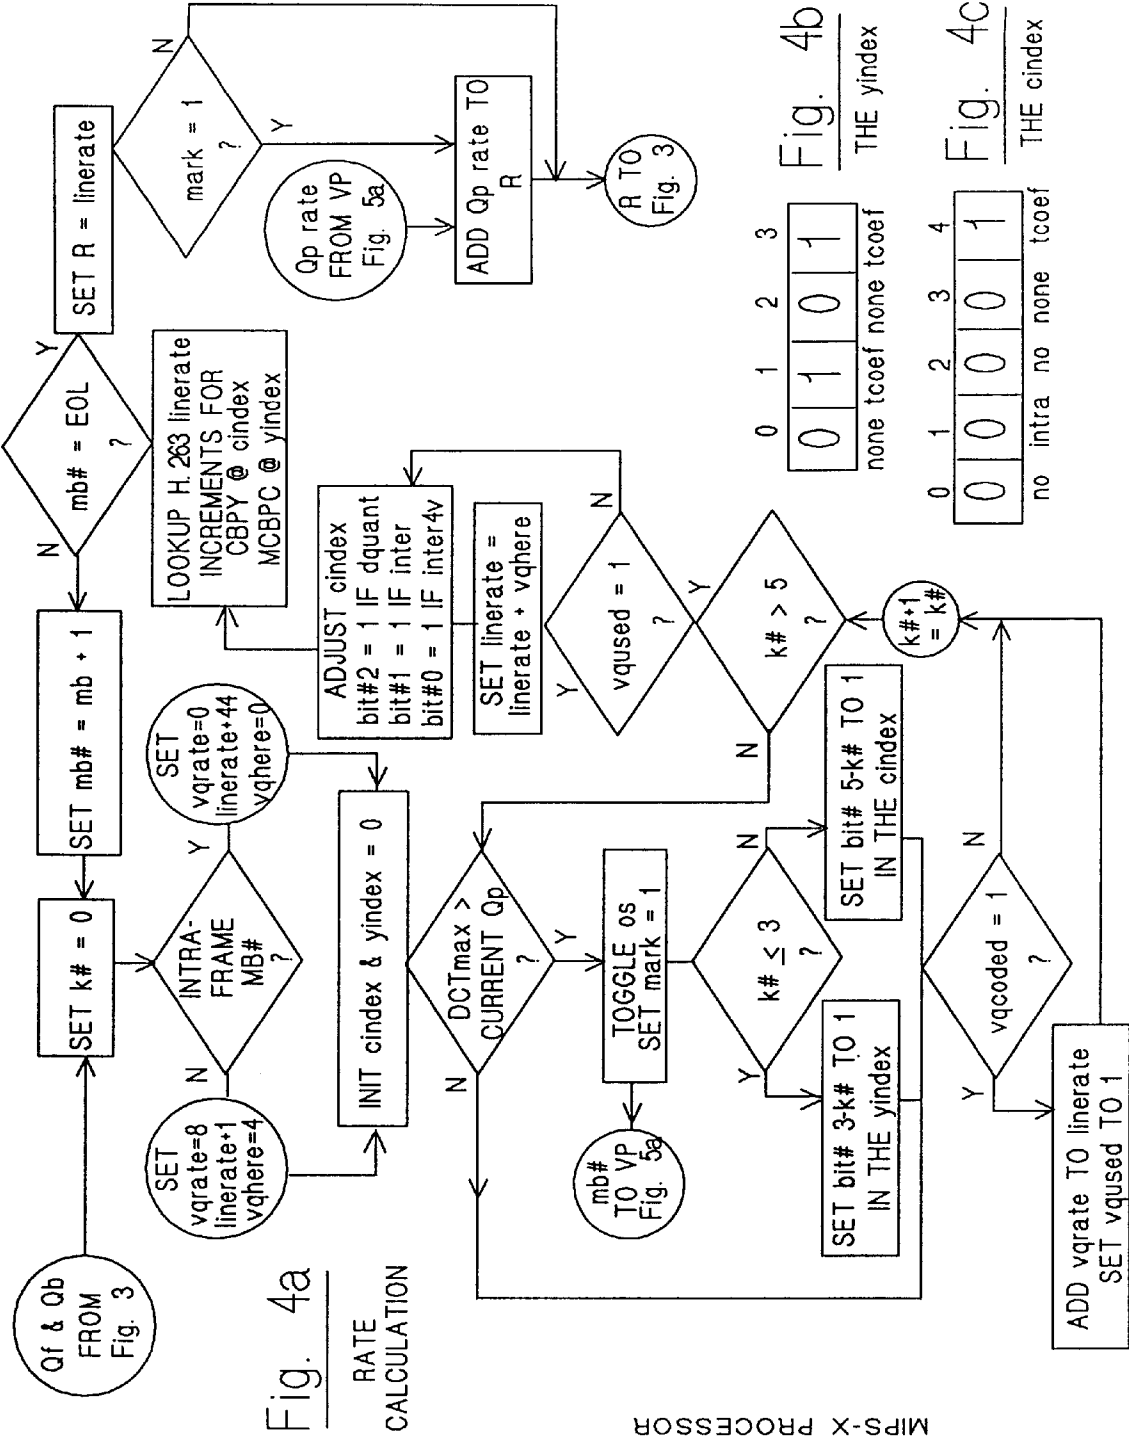 Qf & Qb
FROM
Fig. 3
SET k# = 0
SET mb# = mb + 1
N
mb# = EOL
?
Y
SET R = linerate
mark = 1
?
N
Y
Qp rate
FROM VP
Fig. 5a
ADD Qp rate TO
R
R TO
Fig. 3
LOOKUP H.263 linerate
INCREMENTS FOR
CBPY @ cindex
MCBPC @ yindex
INTRA-
FRAME
MB#
?
N
Y
SET
vqrate=8
linerate+1
vqhere=4
SET
vqrate=0
linerate+44
vqhere=0
INIT cindex & yindex = 0
ADJUST cindex
bit#2 = 1 IF dquant
bit#1 = 1 IF inter
bit#0 = 1 IF inter4v
SET linerate =
linerate + vqhere
Y
vqused = 1
?
N
Y
k# > 5
?
N
k#+1
= k#
DCTmax >
CURRENT Qp
?
N
Y
TOGGLE os
SET mark = 1
mb#
TO VP
Fig. 5a
k# ≤ 3
?
Y
N
SET bit# 3-k# TO 1
IN THE yindex
SET bit# 5-k# TO 1
IN THE cindex
vqcoded = 1
?
Y
N
ADD vqrate TO linerate
SET vqused TO 1
Fig. 4a
RATE
CALCULATION
0 1 2 3
0 1 0 1
none tcoef none tcoef
Fig. 4b
THE yindex
0 1 2 3 4
0 0 0 0 1
no intra no none tcoef
Fig. 4c
THE cindex
MIPS-X PROCESSOR